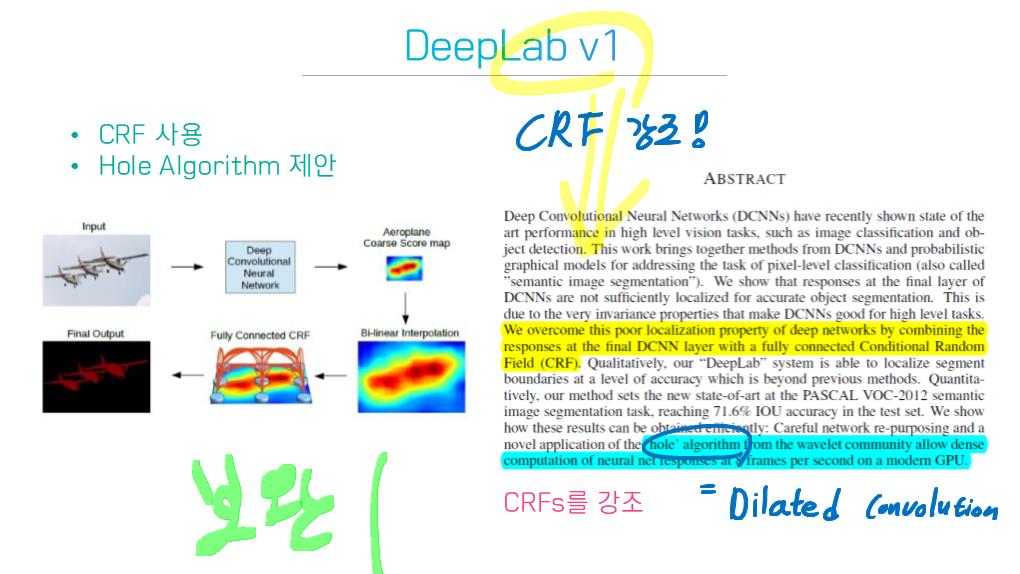 DeepLab v1
• CRF 사용
• Hole Algorithm 제안
CRF 강조!
ABSTRACT
Input
Deep
Convolutional
Neural
Network
Aeroplane
Coarse Score map
Final Output
Fully Connected CRF
Bi-linear Interpolation
Deep Convolutional Neural Networks (DCNNs) have recently shown state of the
art performance in high level vision tasks, such as image classification and ob-
ject detection. This work brings together methods from DCNNs and probabilistic
graphical models for addressing the task of pixel-level classification (also called
"semantic image segmentation"). We show that responses at the final layer of
DCNNs are not sufficiently localized for accurate object segmentation. This is
due to the very invariance properties that make DCNNs good for high level tasks.
We overcome this poor localization property of deep networks by combining the
responses at the final DCNN layer with a fully connected Conditional Random
Field (CRF). Qualitatively, our “DeepLab” system is able to localize segment
boundaries at a level of accuracy which is beyond previous methods. Quantita-
tively, our method sets the new state-of-art at the PASCAL VOC-2012 semantic
image segmentation task, reaching 71.6% IOU accuracy in the test set. We show
how these results can be obtained efficiently: Careful network re-purposing and a
novel application of the 'hole' algorithm from the wavelet community allow dense
computation of neural net responses at 8 frames per second on a modern GPU.
CRFs를 강조
= Dilated Convolution
보완